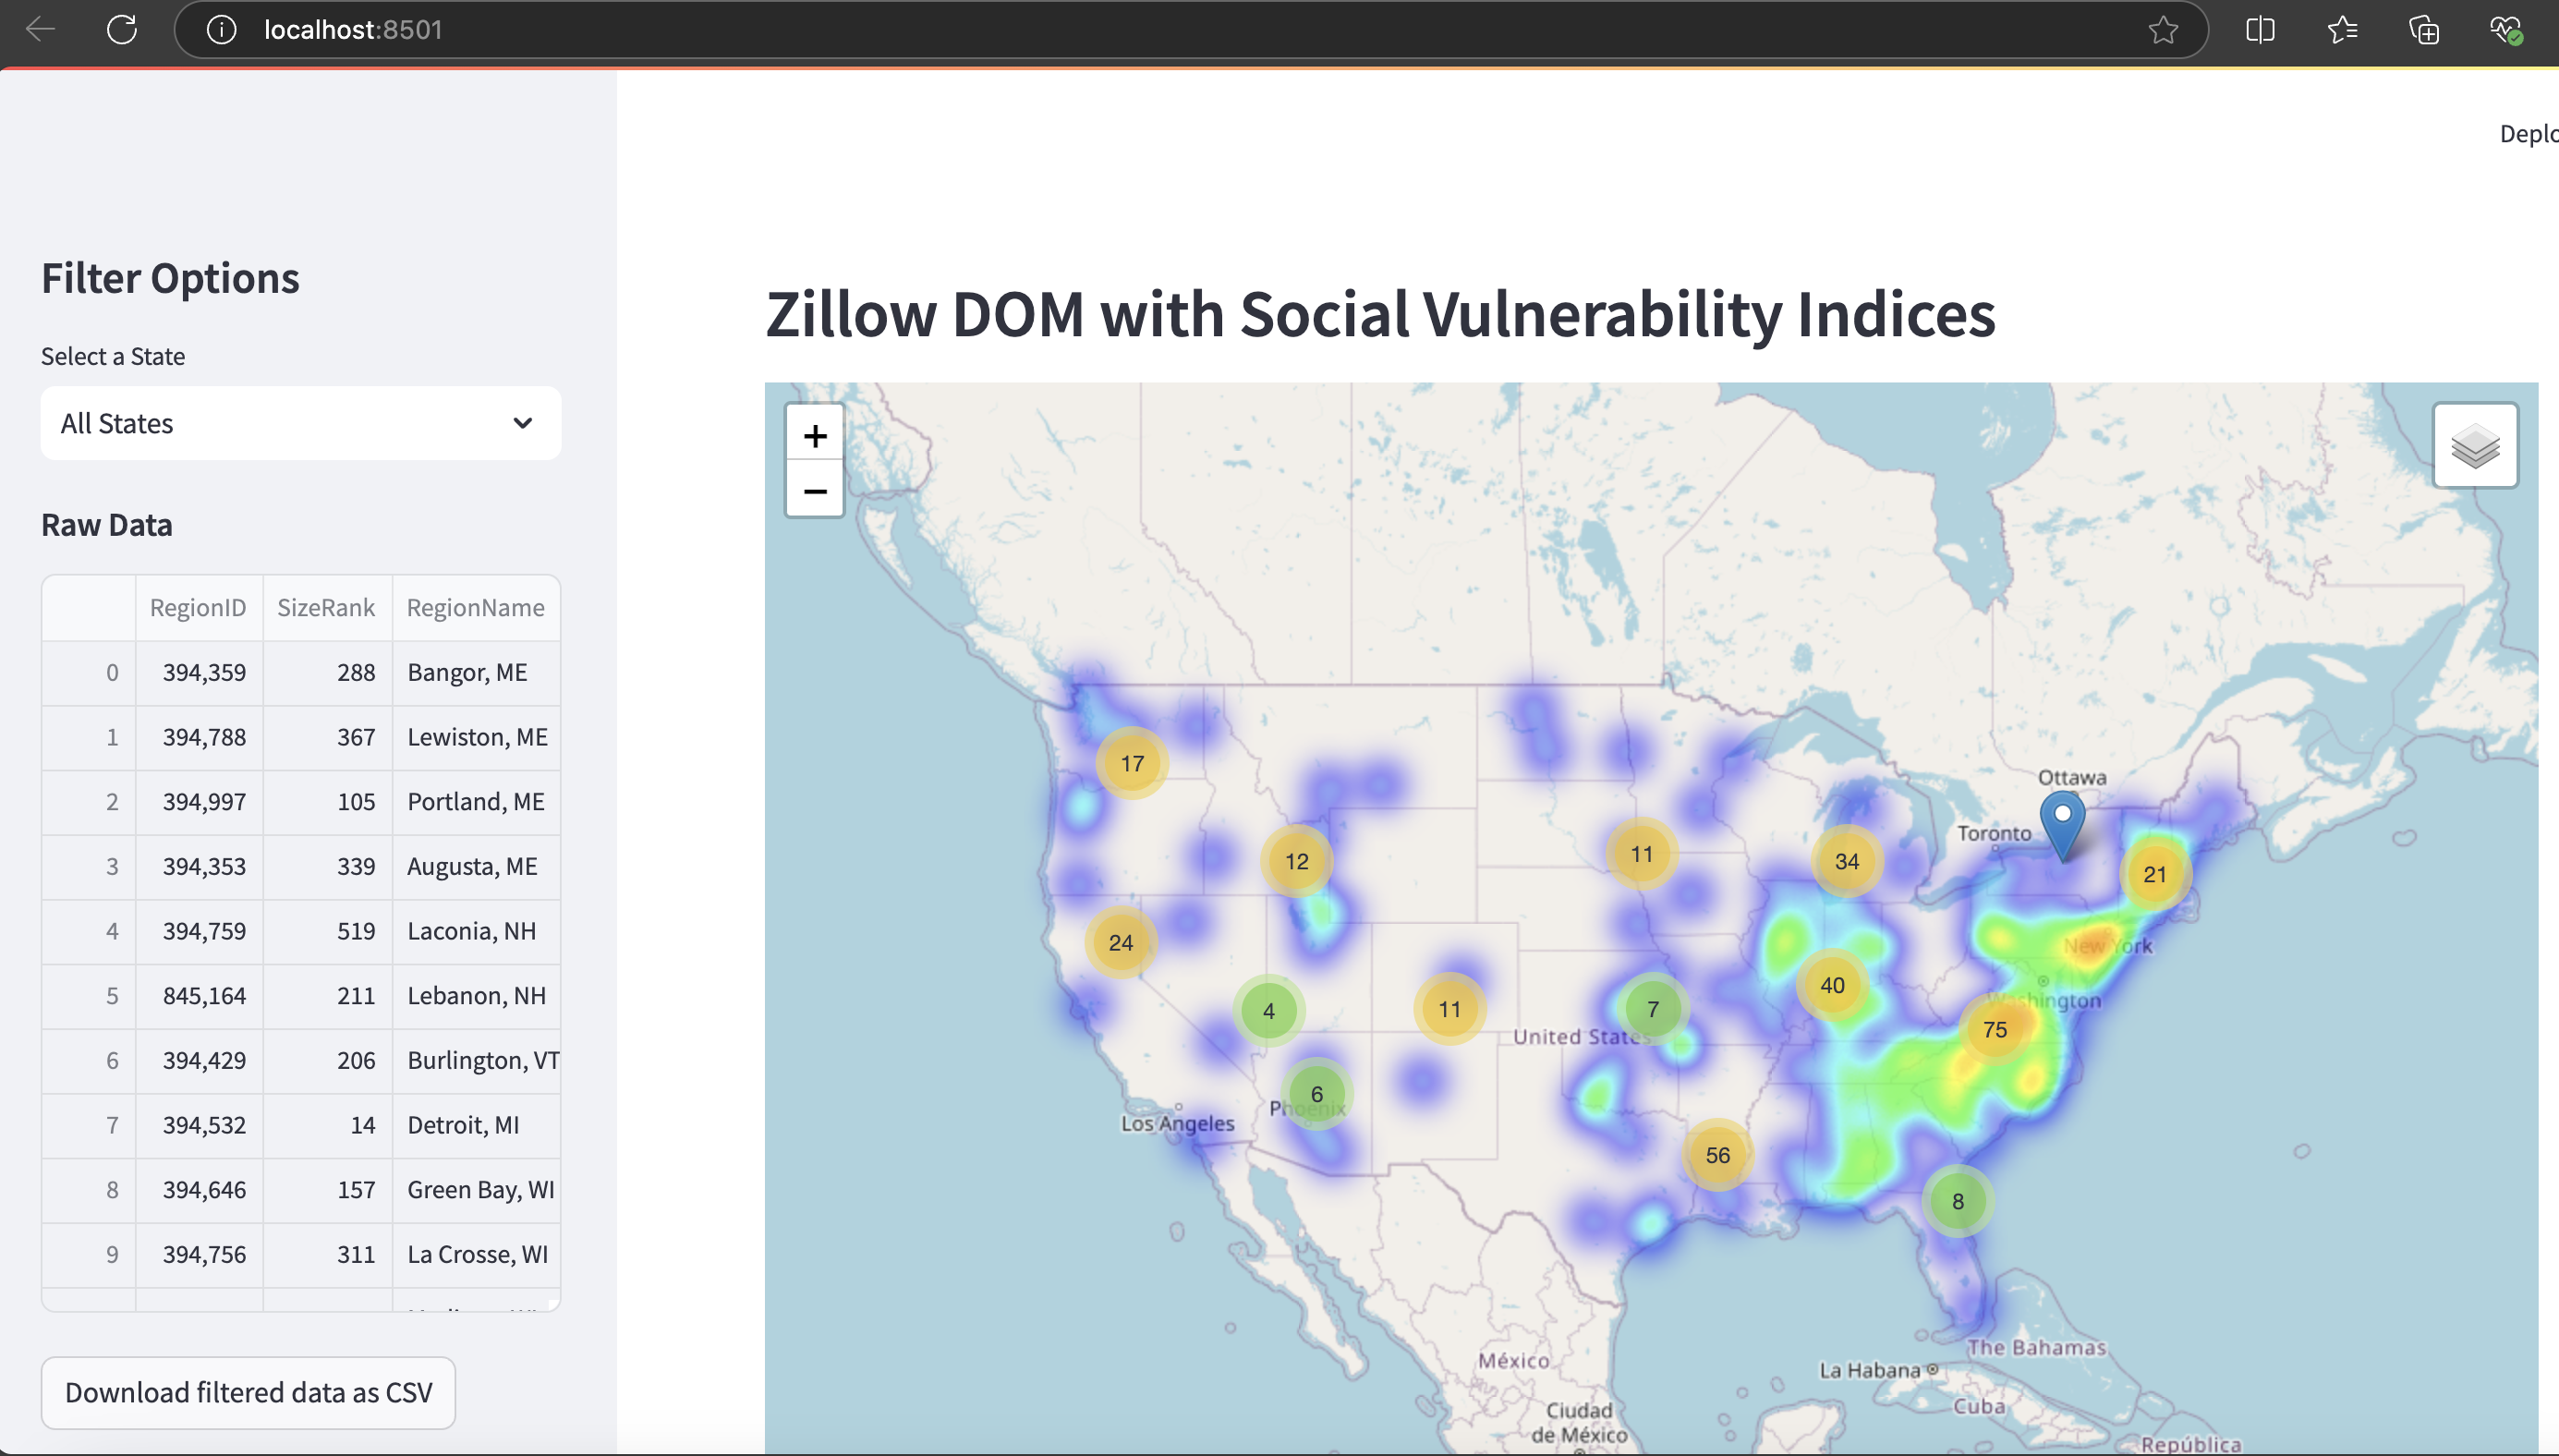 localhost:8501
Deplo
Filter Options
Select a State
All States
Raw Data
RegionID SizeRank RegionName
0 394,359 288 Bangor, ME
1 394,788 367 Lewiston, ME
2 394,997 105 Portland, ME
3 394,353 339 Augusta, ME
4 394,759 519 Laconia, NH
5 845,164 211 Lebanon, NH
6 394,429 206 Burlington, VT
7 394,532 14 Detroit, MI
8 394,646 157 Green Bay, WI
9 394,756 311 La Crosse, WI
Download filtered data as CSV
Zillow DOM with Social Vulnerability Indices
+
−
17
Ottawa
Toronto
12
11
34
21
24
New York
40
Washington
4
11
7
75
United States
6
Phoenix
Los Angeles
56
8
The Bahamas
México
La Habana
Cuba
Ciudad
de México
República